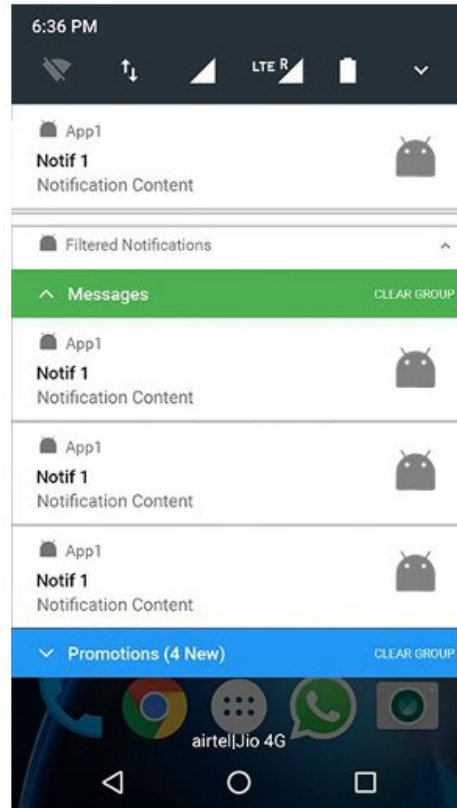 6:36 PM
LTE R
App1
Notif 1
Notification Content
Filtered Notifications
Messages CLEAR GROUP
App1
Notif 1
Notification Content
App1
Notif 1
Notification Content
App1
Notif 1
Notification Content
Promotions (4 New) CLEAR GROUP
airtel|Jio 4G